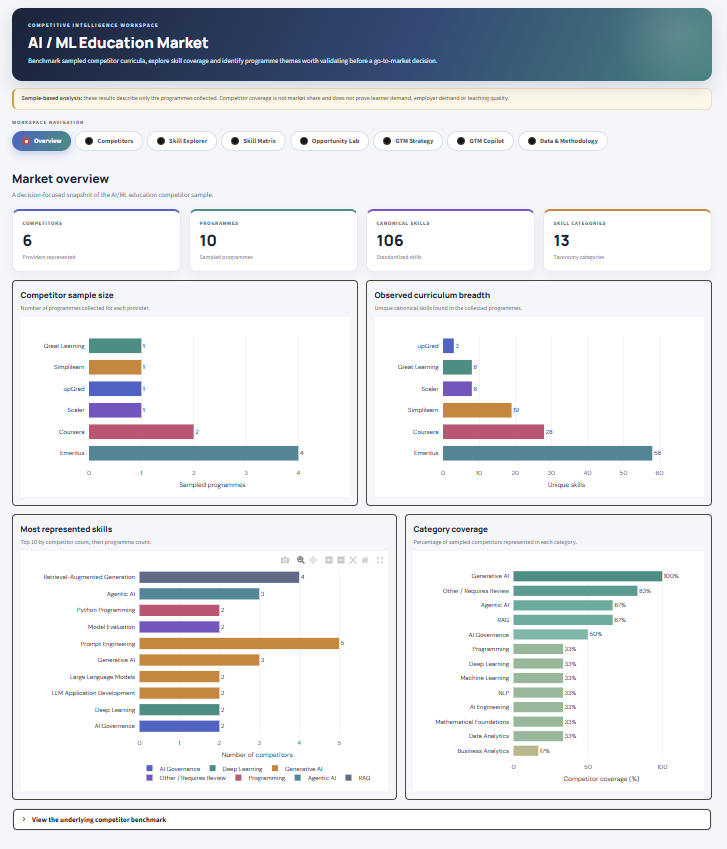 COMPETITIVE INTELLIGENCE WORKSPACE
AI / ML Education Market
Benchmark sampled competitor curricula, explore skill coverage and identify programme themes worth validating before a go-to-market decision.
Sample-based analysis: these results describe only the programmes collected. Competitor coverage is not market share and does not prove learner demand, employer demand or teaching quality.
WORKSPACE NAVIGATION
Overview
Competitors
Skill Explorer
Skill Matrix
Opportunity Lab
GTM Strategy
GTM Copilot
Data & Methodology
Market overview
A decision-focused snapshot of the AI/ML education competitor sample.
COMPETITORS
6
Providers represented
PROGRAMMES
10
Sampled programmes
CANONICAL SKILLS
106
Standardized skills
SKILL CATEGORIES
13
Taxonomy categories
Competitor sample size
Number of programmes collected for each provider.
Great Learning 1
Simplilearn 1
upGrad 1
Scaler 1
Coursera 2
Emeritus 4
0 1 2 3 4
Sampled programmes
Observed curriculum breadth
Unique canonical skills found in the collected programmes.
upGrad 3
Great Learning 8
Scaler 8
Simplilearn 19
Coursera 28
Emeritus 58
0 10 20 30 40 50 60
Unique skills
Most represented skills
Top 10 by competitor count, then programme count.
Retrieval-Augmented Generation 4
Agentic AI 3
Python Programming 2
Model Evaluation 2
Prompt Engineering 5
Generative AI 3
Large Language Models 2
LLM Application Development 2
Deep Learning 2
AI Governance 2
0 1 2 3 4 5
Number of competitors
AI Governance Deep Learning Generative AI
Other / Requires Review Programming Agentic AI RAG
Category coverage
Percentage of sampled competitors represented in each category.
Generative AI 100%
Other / Requires Review 83%
Agentic AI 67%
RAG 67%
AI Governance 50%
Programming 33%
Deep Learning 33%
Machine Learning 33%
NLP 33%
AI Engineering 33%
Mathematical Foundations 33%
Data Analytics 33%
Business Analytics 17%
0 50 100
Competitor coverage (%)
View the underlying competitor benchmark